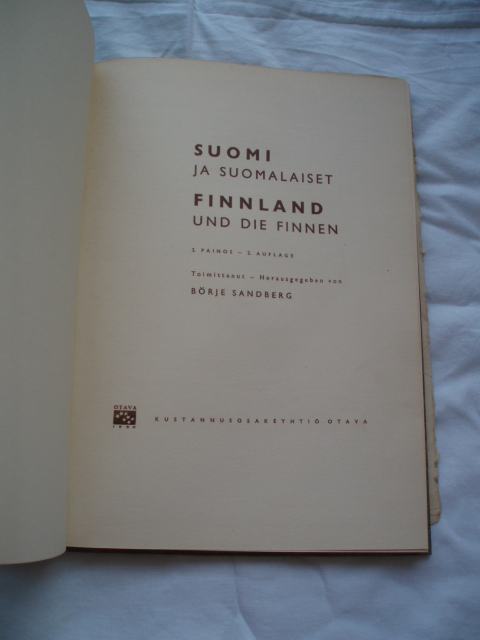 SUOMI
JA SUOMALAISET
FINNLAND
UND DIE FINNEN
2. PAINOS – 2. AUFLAGE
Toimittanut – Herausgegeben von
BÖRJE SANDBERG
OTAVA
1890
KUSTANNUSOSAKEYHTIÖ OTAVA